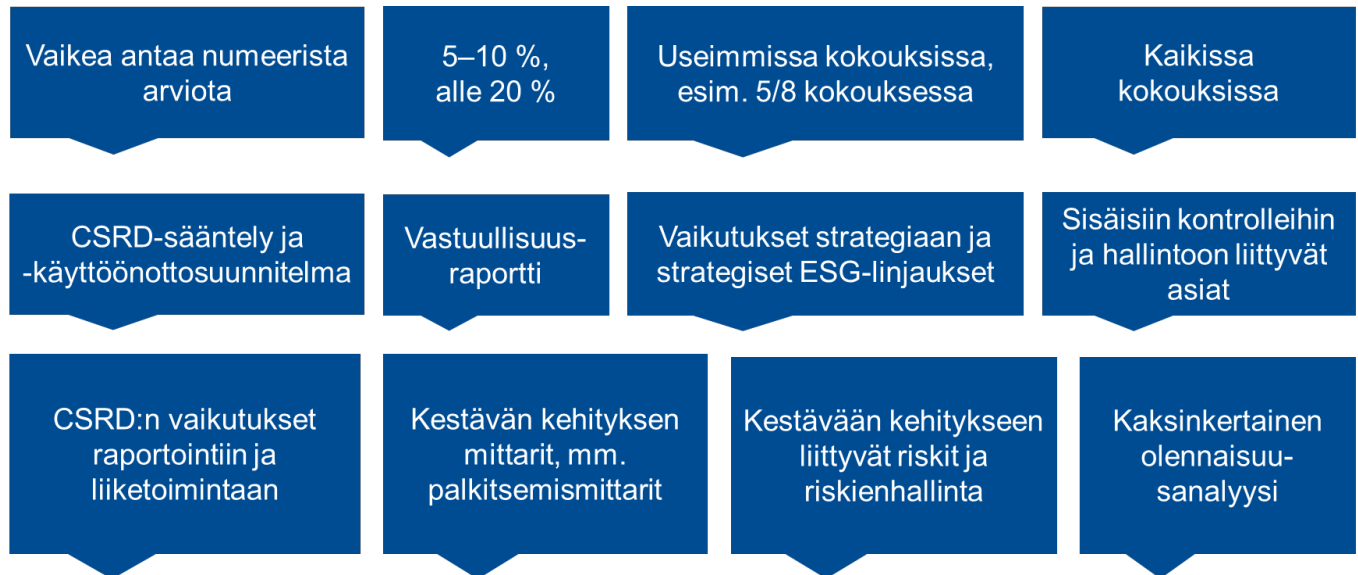 Vaikea antaa numeerista
arviota
5–10 %,
alle 20 %
Useimmissa kokouksissa,
esim. 5/8 kokouksessa
Kaikissa
kokouksissa
CSRD-sääntely ja
-käyttöönottosuunnitelma
Vastuullisuus-
raportti
Vaikutukset strategiaan ja
strategiset ESG-linjaukset
Sisäisiin kontrolleihin
ja hallintoon liittyvät
asiat
CSRD:n vaikutukset
raportointiin ja
liiketoimintaan
Kestävän kehityksen
mittarit, mm.
palkitsemismittarit
Kestävään kehitykseen
liittyvät riskit ja
riskienhallinta
Kaksinkertainen
olennaisuu-
sanalyysi